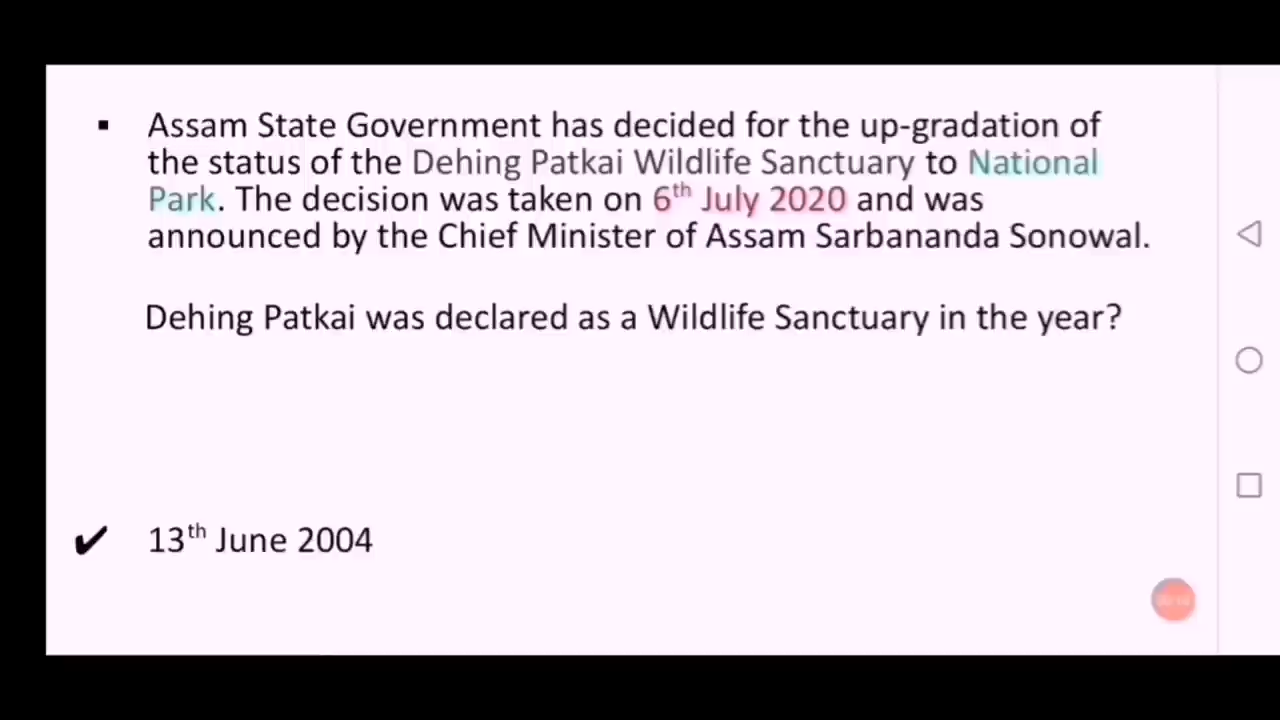 Assam State Government has decided for the up-gradation of
the status of the Dehing Patkai Wildlife Sanctuary to National
Park. The decision was taken on 6th July 2020 and was
announced by the Chief Minister of Assam Sarbananda Sonowal.
Dehing Patkai was declared as a Wildlife Sanctuary in the year?
✔ 13th June 2004